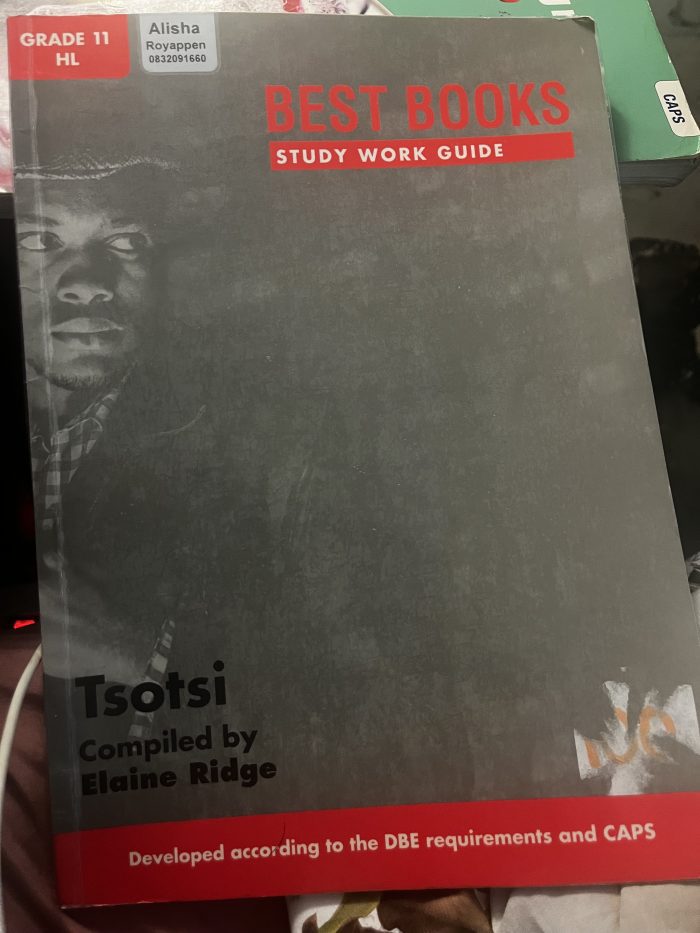 GRADE 11
HL
Alisha
Royappen
0832091660
BEST BOOKS
STUDY WORK GUIDE
CAPS
Tsotsi
Compiled by
Elaine Ridge
Developed according to the DBE requirements and CAPS